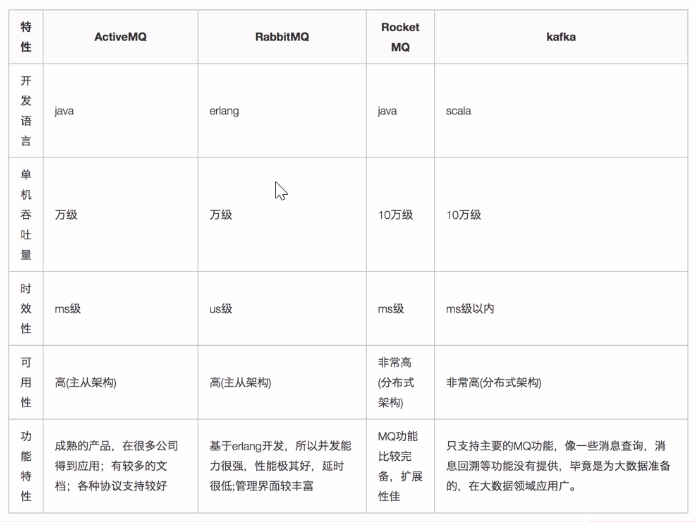 特性
ActiveMQ
RabbitMQ
Rocket
MQ
kafka
开发语言
java
erlang
java
scala
单机吞吐量
万级
万级
10万级
10万级
时效性
ms级
us级
ms级
ms级以内
可用性
高(主从架构)
高(主从架构)
非常高
(分布式
架构)
非常高(分布式架构)
功能特性
成熟的产品，在很多公司
得到应用；有较多的文
档；各种协议支持较好
基于erlang开发，所以并发能
力很强，性能极其好，延时
很低;管理界面较丰富
MQ功能
比较完
备，扩展
性佳
只支持主要的MQ功能，像一些消息查询，消
息回溯等功能没有提供，毕竟是为大数据准备
的，在大数据领域应用广。